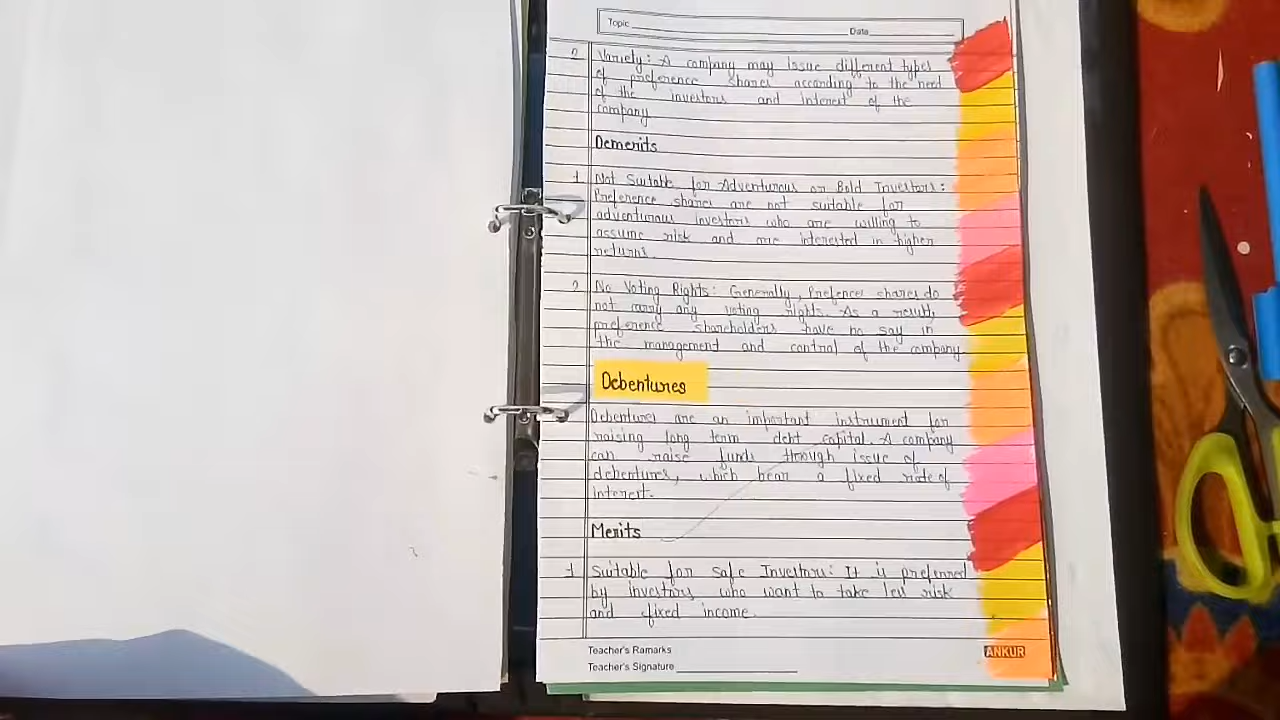 Topic
Date
2 Variety: A company may issue different types
of preference shares according to the need
of the investors and interest of the
company
Demerits
1 Not Suitable for Adventurous or Bold Investors:
Preference shares are not suitable for
adventurous investors who are willing to
assume risk and are interested in higher
returns.
2 No Voting Rights: Generally, Prefences shares do
not carry any voting rights. As a result,
preference shareholders have no say in
the management and control of the company
Debentures
Debentures are an important instrument for
raising long term debt capital. A company
can raise funds through issue of
debentures, which bear a fixed rate of
interest.
Merits
1 Suitable for Safe Investors: It is preferred
by investors who want to take less risk
and fixed income.
Teacher's Ramarks
Teacher's Signature
ANKUR